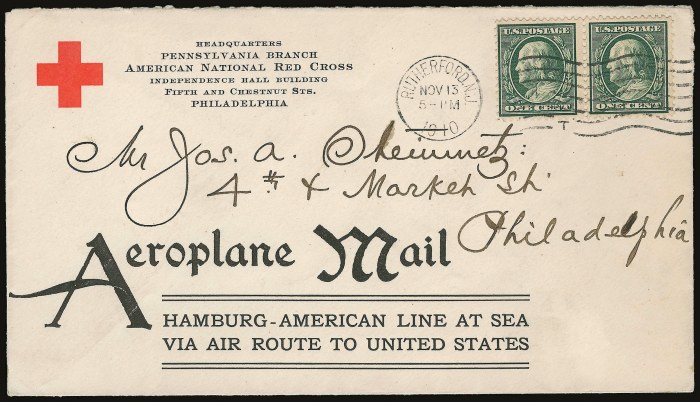 HEADQUARTERS
PENNSYLVANIA BRANCH
AMERICAN NATIONAL RED CROSS
INDEPENDENCE HALL BUILDING
FIFTH AND CHESTNUT STS.
PHILADELPHIA
U.S. POSTAGE
ONE CENT
U.S. POSTAGE
ONE CENT
RUTHERFORD, N.J.
NOV 13
5-PM
1910
T
Mr Jos. A.
4th & Market St.
Philadelphia
Aeroplane Mail
HAMBURG-AMERICAN LINE AT SEA
VIA AIR ROUTE TO UNITED STATES